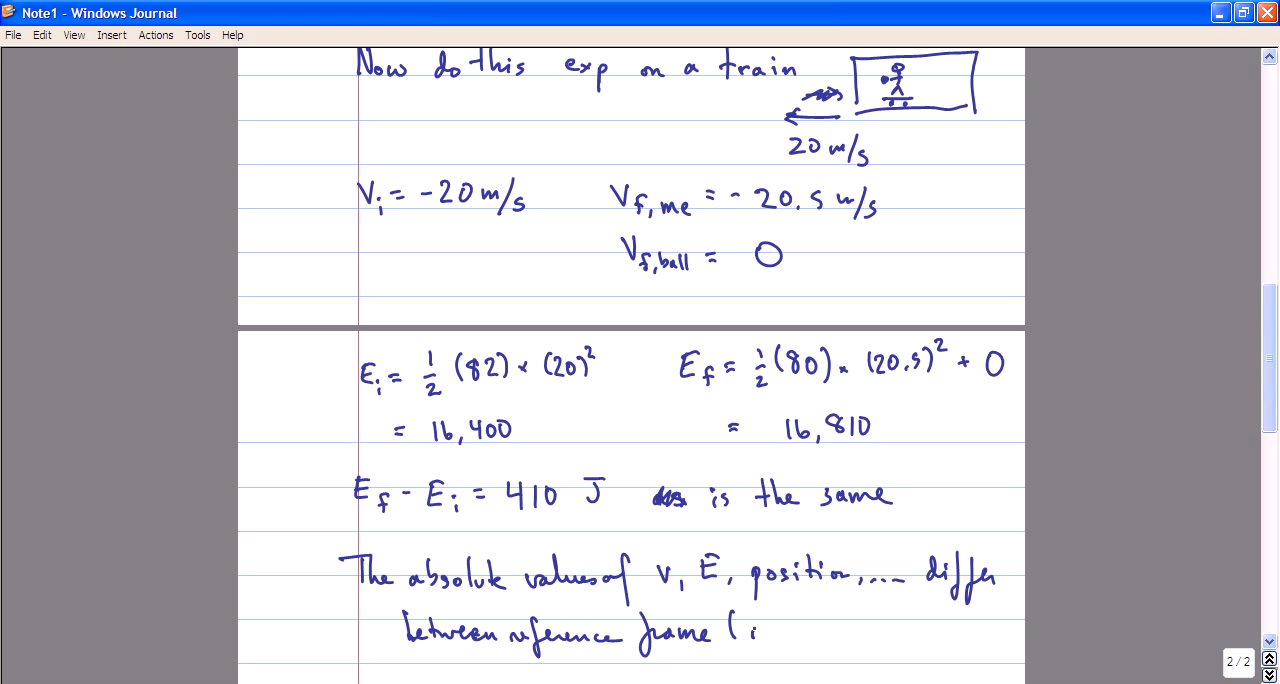 Note1 - Windows Journal
File Edit View Insert Actions Tools Help
Now do this exp on a train
20 m/s
Vi = -20 m/s Vf,me = - 20.5 m/s
Vf,ball = 0
Ei = 1/2 (82) × (20)² Ef = 1/2 (80) × (20.5)² + 0
= 16,400 = 16,810
Ef - Ei = 410 J is the same
The absolute values of v, E, position, .... differ
between reference frame (i
2 / 2